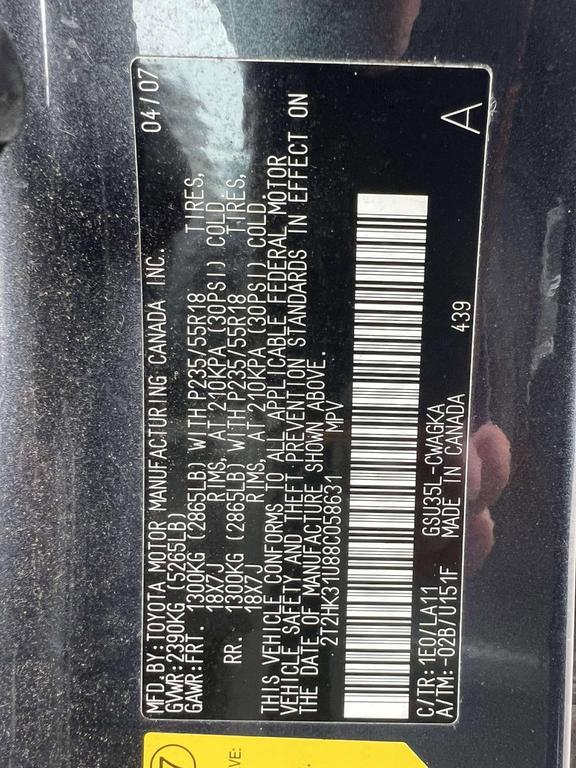 MFD.BY:TOYOTA MOTOR MANUFACTURING CANADA INC. 04/07
GVWR:2390KG (5265LB)
GAWR:FRT. 1300KG (2865LB) WITH P235/55R18 TIRES,
18X7J RIMS, AT 210KPA (30PSI) COLD.
RR. 1300KG (2865LB) WITH P235/55R18 TIRES,
18X7J RIMS, AT 210KPA (30PSI) COLD.
THIS VEHICLE CONFORMS TO ALL APPLICABLE FEDERAL MOTOR
VEHICLE SAFETY AND THEFT PREVENTION STANDARDS IN EFFECT ON
THE DATE OF MANUFACTURE SHOWN ABOVE.
2T2HK31U88C058631 MPV
C/TR:1E0/LA11 GSU35L-CWAGKA 439 A
A/TM:-02B/U151F MADE IN CANADA
7
VE: